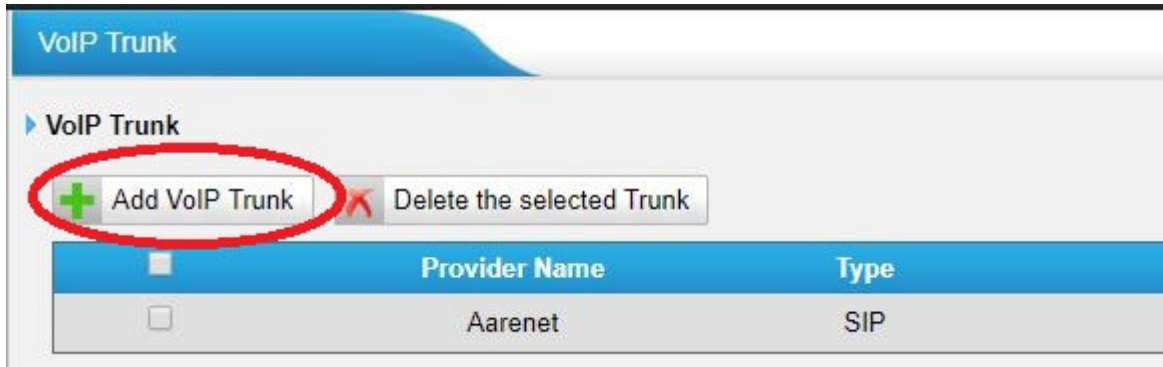 VoIP Trunk
VoIP Trunk
Add VoIP Trunk Delete the selected Trunk
Provider Name Type
Aarenet SIP